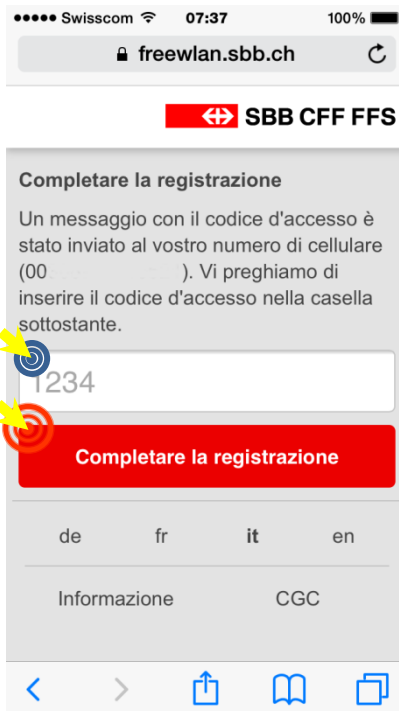 Swisscom 07:37 100%
freewlan.sbb.ch
SBB CFF FFS
Completare la registrazione
Un messaggio con il codice d'accesso è
stato inviato al vostro numero di cellulare
(00 ). Vi preghiamo di
inserire il codice d'accesso nella casella
sottostante.
1234
Completare la registrazione
de fr it en
Informazione CGC